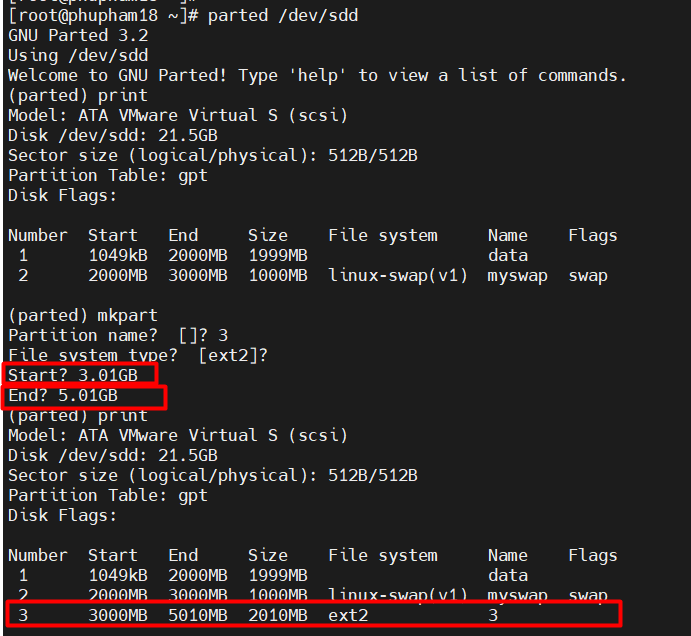 [root@phupham18 ~]#
[root@phupham18 ~]# parted /dev/sdd
GNU Parted 3.2
Using /dev/sdd
Welcome to GNU Parted! Type 'help' to view a list of commands.
(parted) print
Model: ATA VMware Virtual S (scsi)
Disk /dev/sdd: 21.5GB
Sector size (logical/physical): 512B/512B
Partition Table: gpt
Disk Flags:
Number  Start   End     Size    File system     Name    Flags
 1      1049kB  2000MB  1999MB                  data
 2      2000MB  3000MB  1000MB  linux-swap(v1)  myswap  swap
(parted) mkpart
Partition name?  []? 3
File system type?  [ext2]?
Start? 3.01GB
End? 5.01GB
(parted) print
Model: ATA VMware Virtual S (scsi)
Disk /dev/sdd: 21.5GB
Sector size (logical/physical): 512B/512B
Partition Table: gpt
Disk Flags:
Number  Start   End     Size    File system     Name    Flags
 1      1049kB  2000MB  1999MB                  data
 2      2000MB  3000MB  1000MB  linux-swap(v1)  myswap  swap
 3      3000MB  5010MB  2010MB  ext2            3